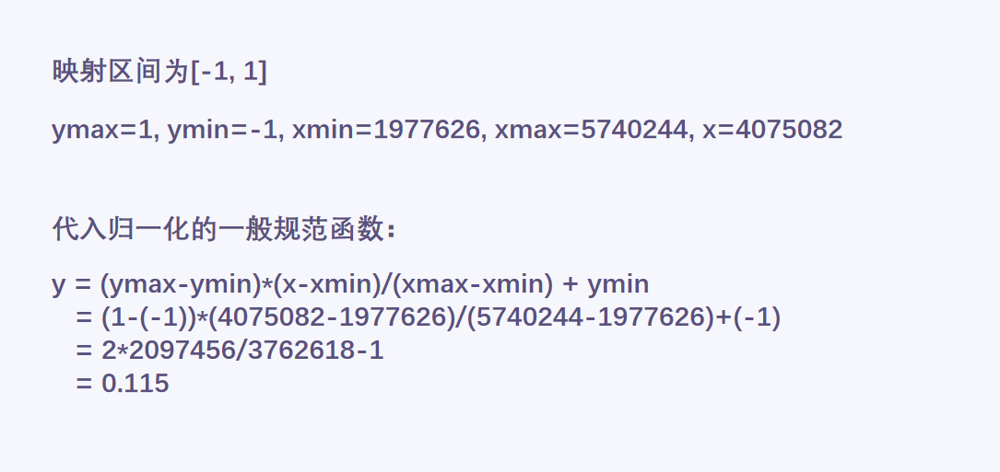 映射区间为[-1, 1]
ymax=1, ymin=-1, xmin=1977626, xmax=5740244, x=4075082
代入归一化的一般规范函数：
y = (ymax-ymin)*(x-xmin)/(xmax-xmin) + ymin
= (1-(-1))*(4075082-1977626)/(5740244-1977626)+(-1)
= 2*2097456/3762618-1
= 0.115